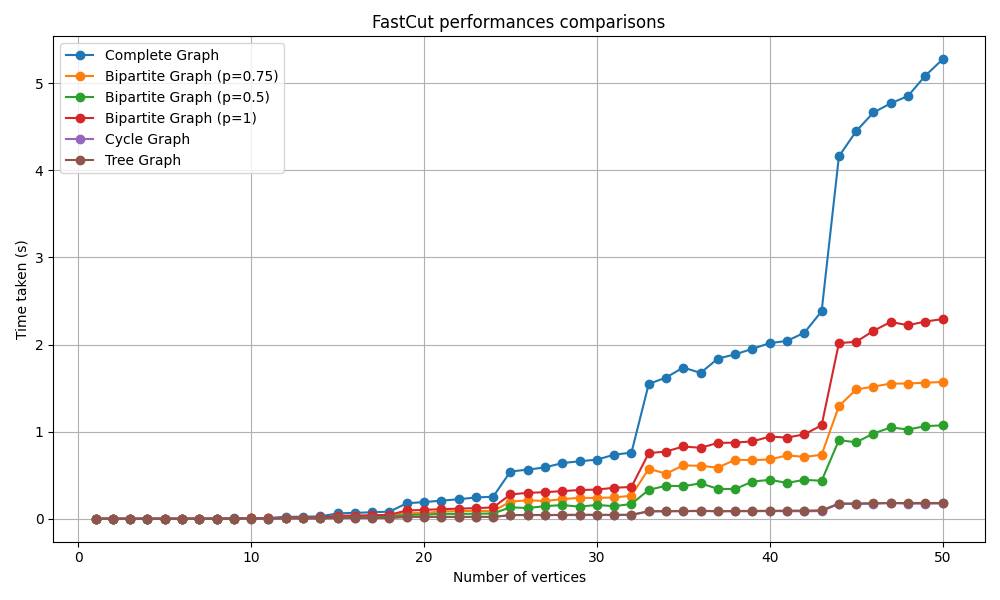 FastCut performances comparisons
Complete Graph
Bipartite Graph (p=0.75)
Bipartite Graph (p=0.5)
Bipartite Graph (p=1)
Cycle Graph
Tree Graph
Time taken (s)
5
4
3
2
1
0
0
10
20
30
40
50
Number of vertices